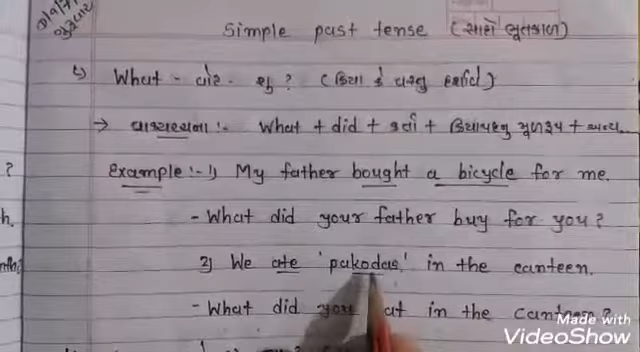 Simple past tense (સાદો ભૂતકાળ)
What - વોટ - શુ? (ક્રિયા કે વસ્તુ દર્શાવે)
→ વાક્યરચના :- What + did + કર્તા + ક્રિયાપદનુ મૂળરૂપ + અન્ય
? Example :- 1) My father bought a bicycle for me.
h. - What did your father buy for you?
2) We ate 'pakodas' in the canteen.
- What did you at in the canteen?
Made with
VideoShow